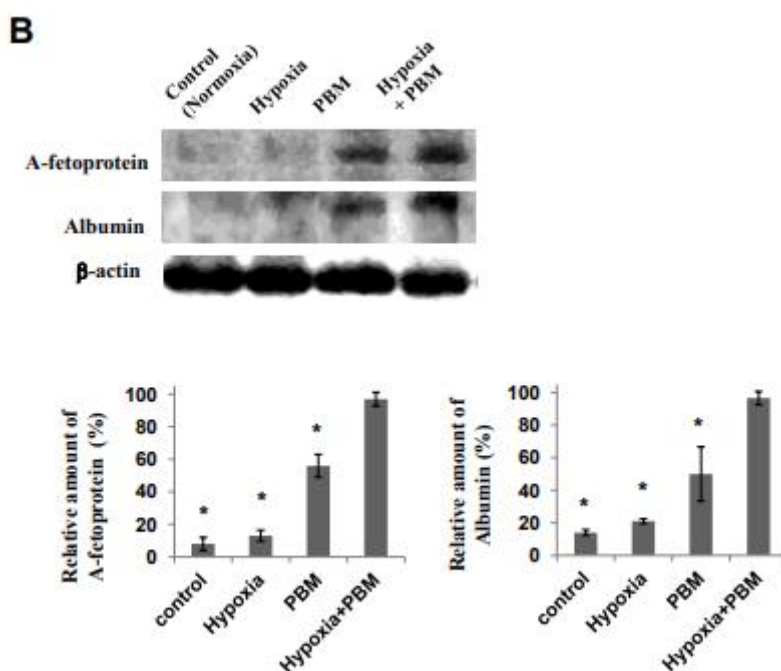 B
Control
(Normoxia)
Hypoxia
PBM
Hypoxia
+ PBM
A-fetoprotein
Albumin
β-actin
Relative amount of
A-fetoprotein (%)
100
80
60
40
20
0
*
*
*
control
Hypoxia
PBM
Hypoxia+PBM
Relative amount of
Albumin (%)
100
80
60
40
20
0
*
*
*
control
Hypoxia
PBM
Hypoxia+PBM